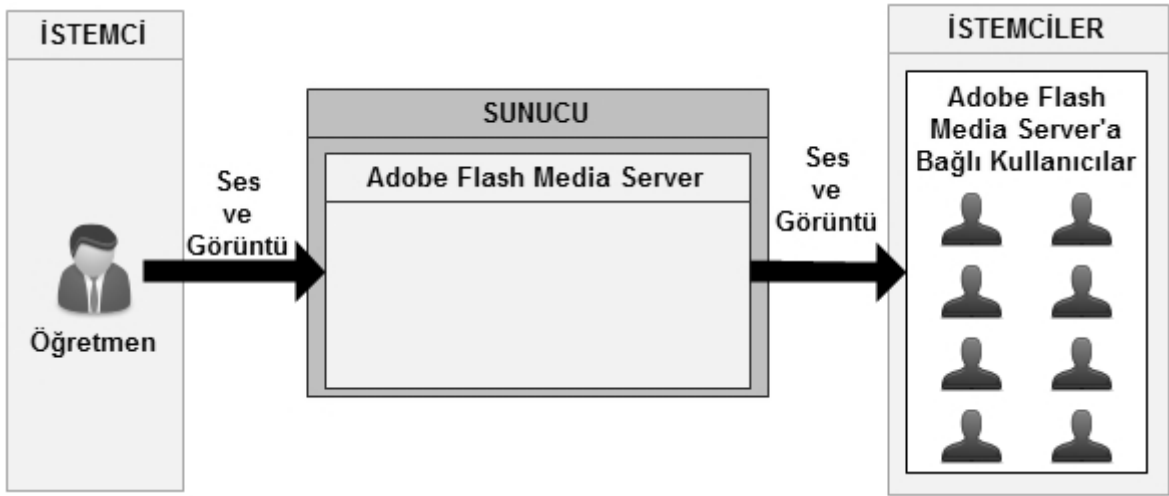 İSTEMCİ
Öğretmen
Ses
ve
Görüntü
SUNUCU
Adobe Flash Media Server
Ses
ve
Görüntü
İSTEMCİLER
Adobe Flash
Media Server'a
Bağlı Kullanıcılar